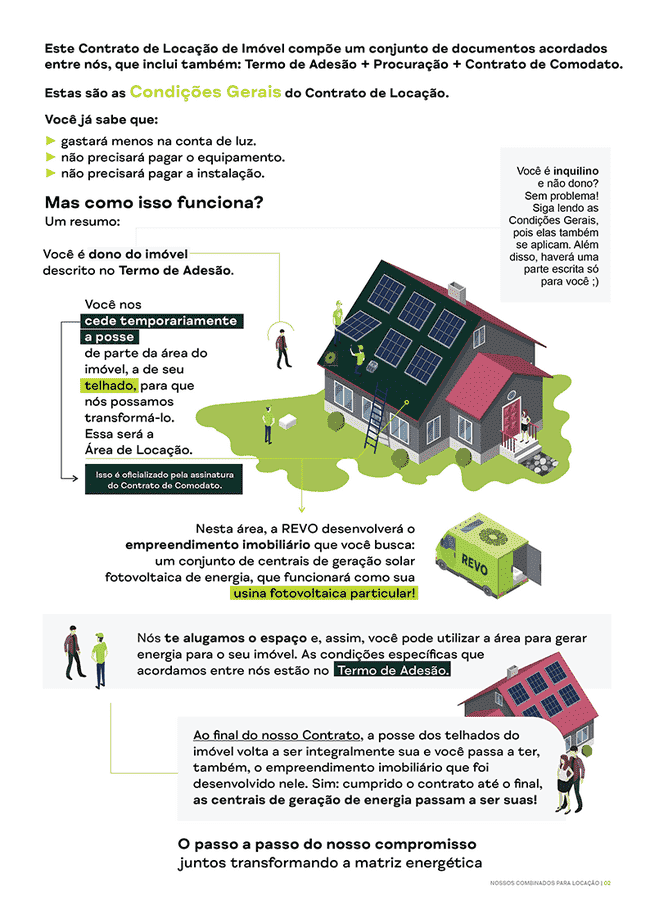 Este Contrato de Locação de Imóvel compõe um conjunto de documentos acordados
entre nós, que inclui também: Termo de Adesão + Procuração + Contrato de Comodato.
Estas são as Condições Gerais do Contrato de Locação.
Você já sabe que:
gastará menos na conta de luz.
não precisará pagar o equipamento.
não precisará pagar a instalação.
Mas como isso funciona?
Um resumo:
Você é inquilino
e não dono?
Sem problema!
Siga lendo as
Condições Gerais,
pois elas também
se aplicam. Além
disso, haverá uma
parte escrita só
para você ;)
Você é dono do imóvel
descrito no Termo de Adesão.
Você nos
cede temporariamente
a posse
de parte da área do
imóvel, a de seu
telhado, para que
nós possamos
transformá-lo.
Essa será a
Área de Locação.
Isso é oficializado pela assinatura
do Contrato de Comodato.
Nesta área, a REVO desenvolverá o
empreendimento imobiliário que você busca:
um conjunto de centrais de geração solar
fotovoltaica de energia, que funcionará como sua
usina fotovoltaica particular!
REVO
Nós te alugamos o espaço e, assim, você pode utilizar a área para gerar
energia para o seu imóvel. As condições específicas que
acordamos entre nós estão no Termo de Adesão.
Ao final do nosso Contrato, a posse dos telhados do
imóvel volta a ser integralmente sua e você passa a ter,
também, o empreendimento imobiliário que foi
desenvolvido nele. Sim: cumprido o contrato até o final,
as centrais de geração de energia passam a ser suas!
O passo a passo do nosso compromisso
juntos transformando a matriz energética
NOSSOS COMBINADOS PARA LOCAÇÃO | 02